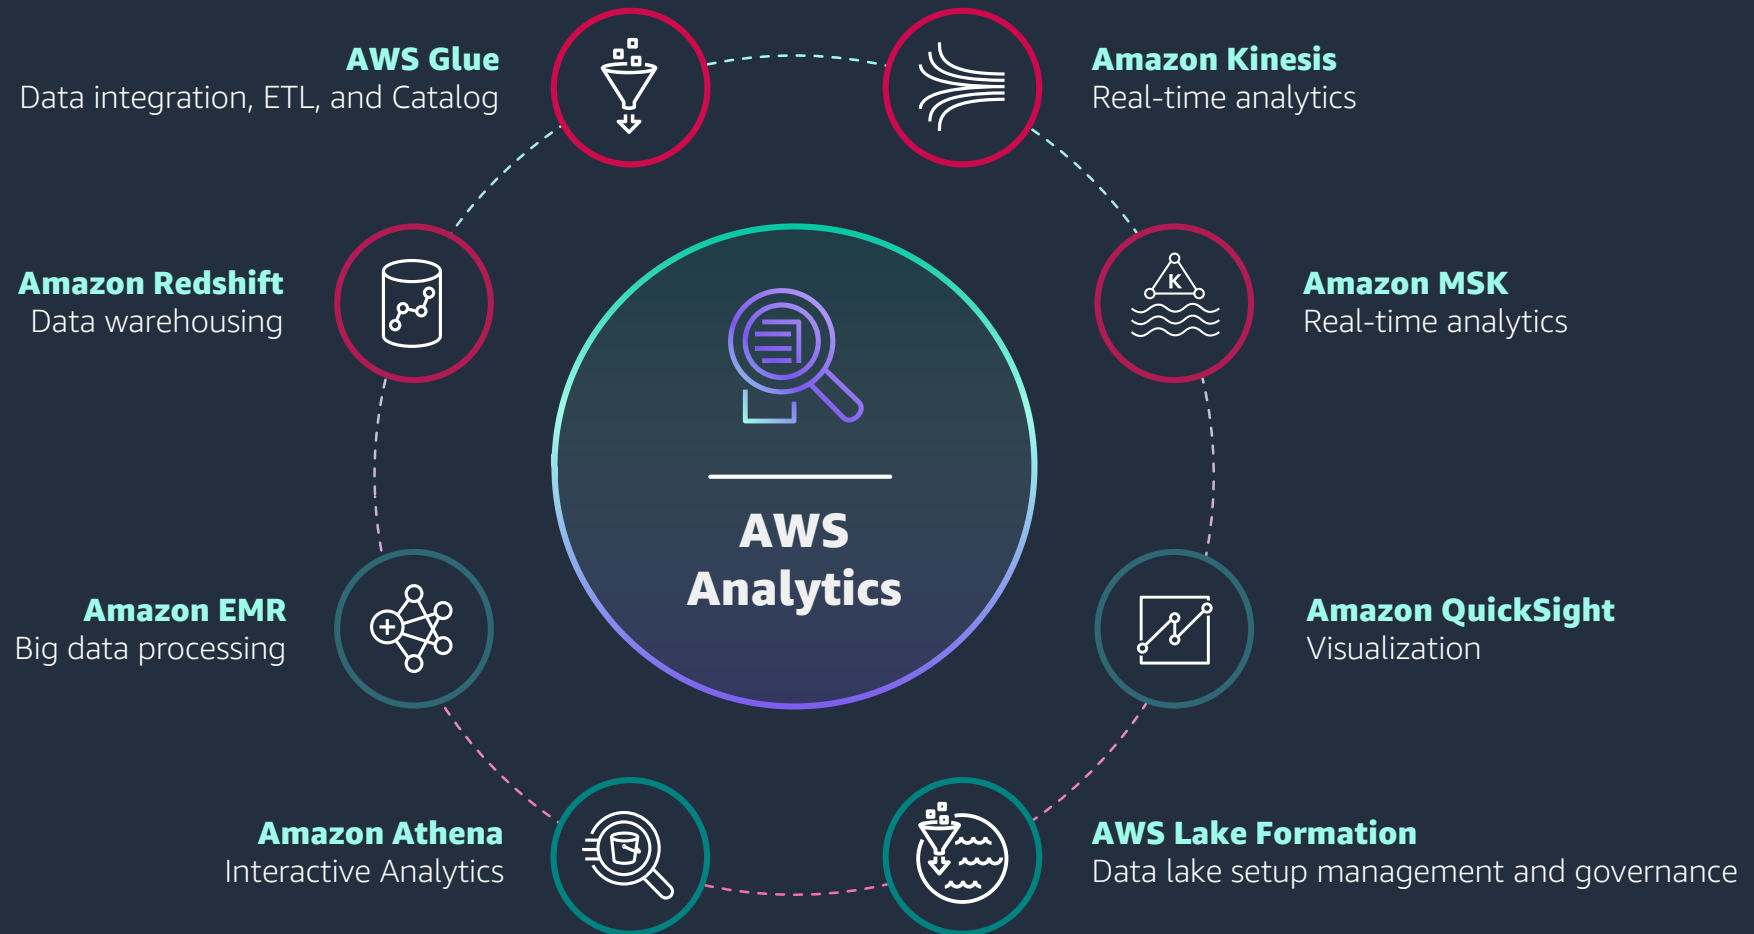 AWS Glue
Data integration, ETL, and Catalog
Amazon Kinesis
Real-time analytics
Amazon Redshift
Data warehousing
K
Amazon MSK
Real-time analytics
AWS
Analytics
Amazon EMR
Big data processing
Amazon QuickSight
Visualization
Amazon Athena
Interactive Analytics
AWS Lake Formation
Data lake setup management and governance